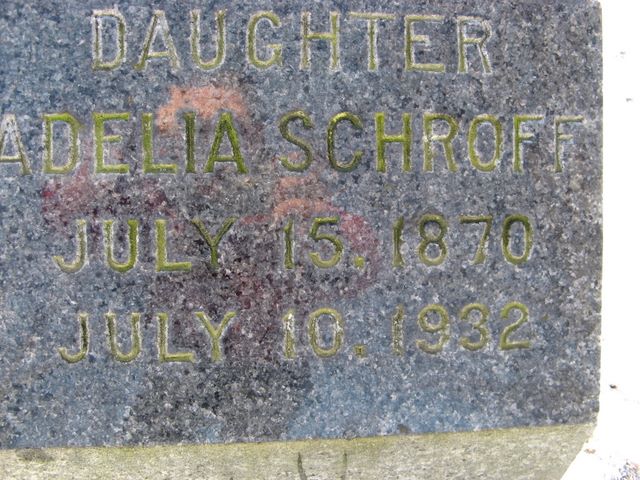 DAUGHTER
ADELIA SCHROFF
JULY 15. 1870
JULY 10. 1932